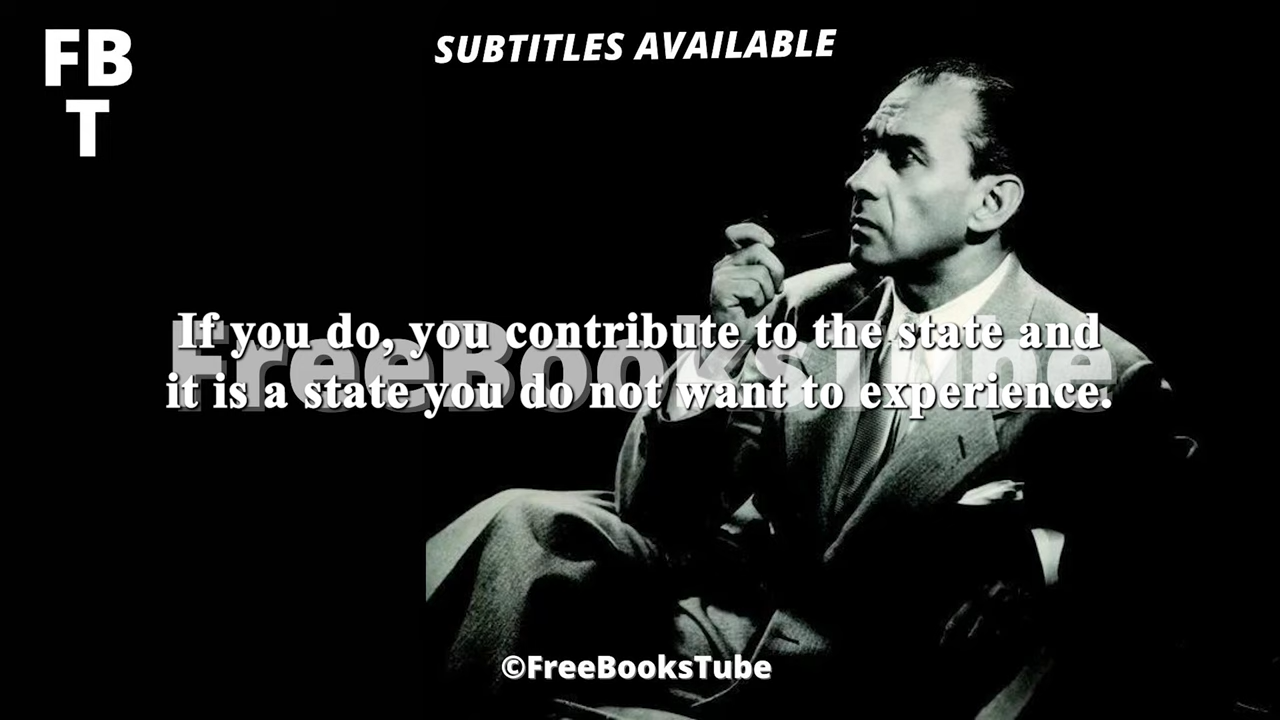 FB
T
SUBTITLES AVAILABLE
If you do, you contribute to the state and
it is a state you do not want to experience.
FreeBooksTube
©FreeBooksTube